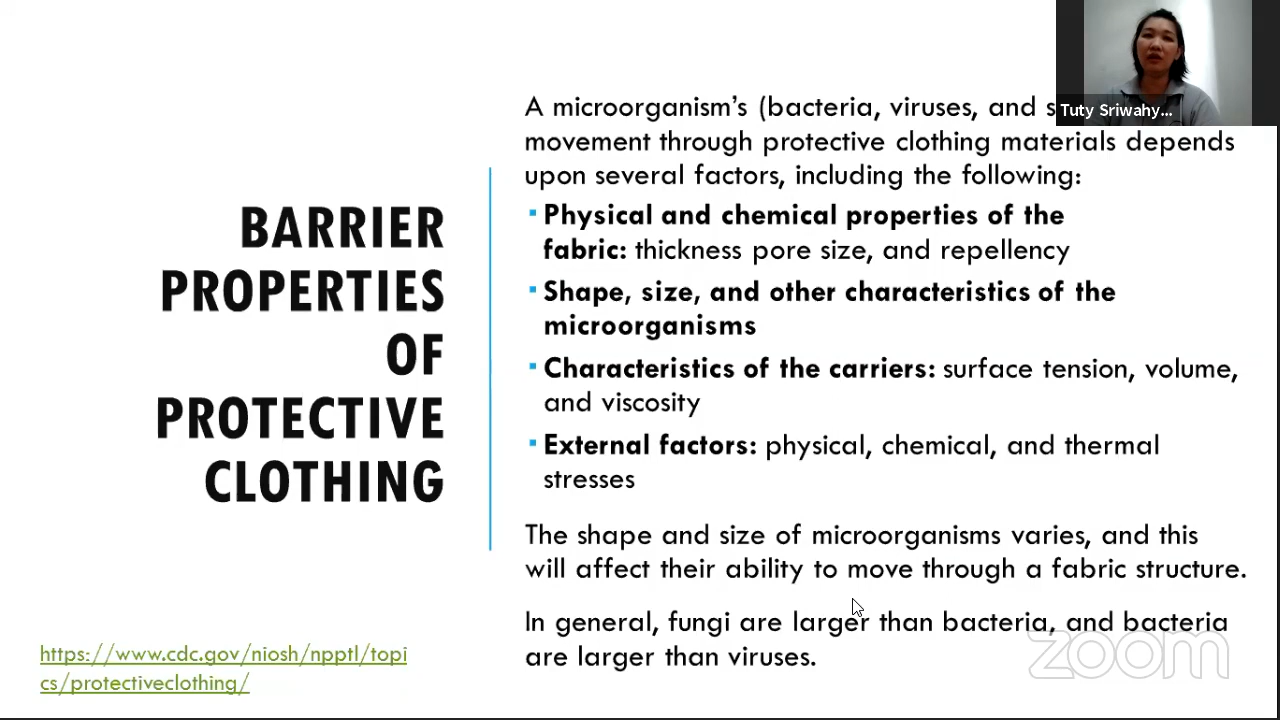 BARRIER
PROPERTIES
OF
PROTECTIVE
CLOTHING
https://www.cdc.gov/niosh/npptl/topi
cs/protectiveclothing/
A microorganism’s (bacteria, viruses, and
movement through protective clothing materials depends
upon several factors, including the following:
▪ Physical and chemical properties of the
fabric: thickness pore size, and repellency
▪ Shape, size, and other characteristics of the
microorganisms
▪ Characteristics of the carriers: surface tension, volume,
and viscosity
▪ External factors: physical, chemical, and thermal
stresses
The shape and size of microorganisms varies, and this
will affect their ability to move through a fabric structure.
In general, fungi are larger than bacteria, and bacteria
are larger than viruses.
Tuty Sriwahy...
zoom